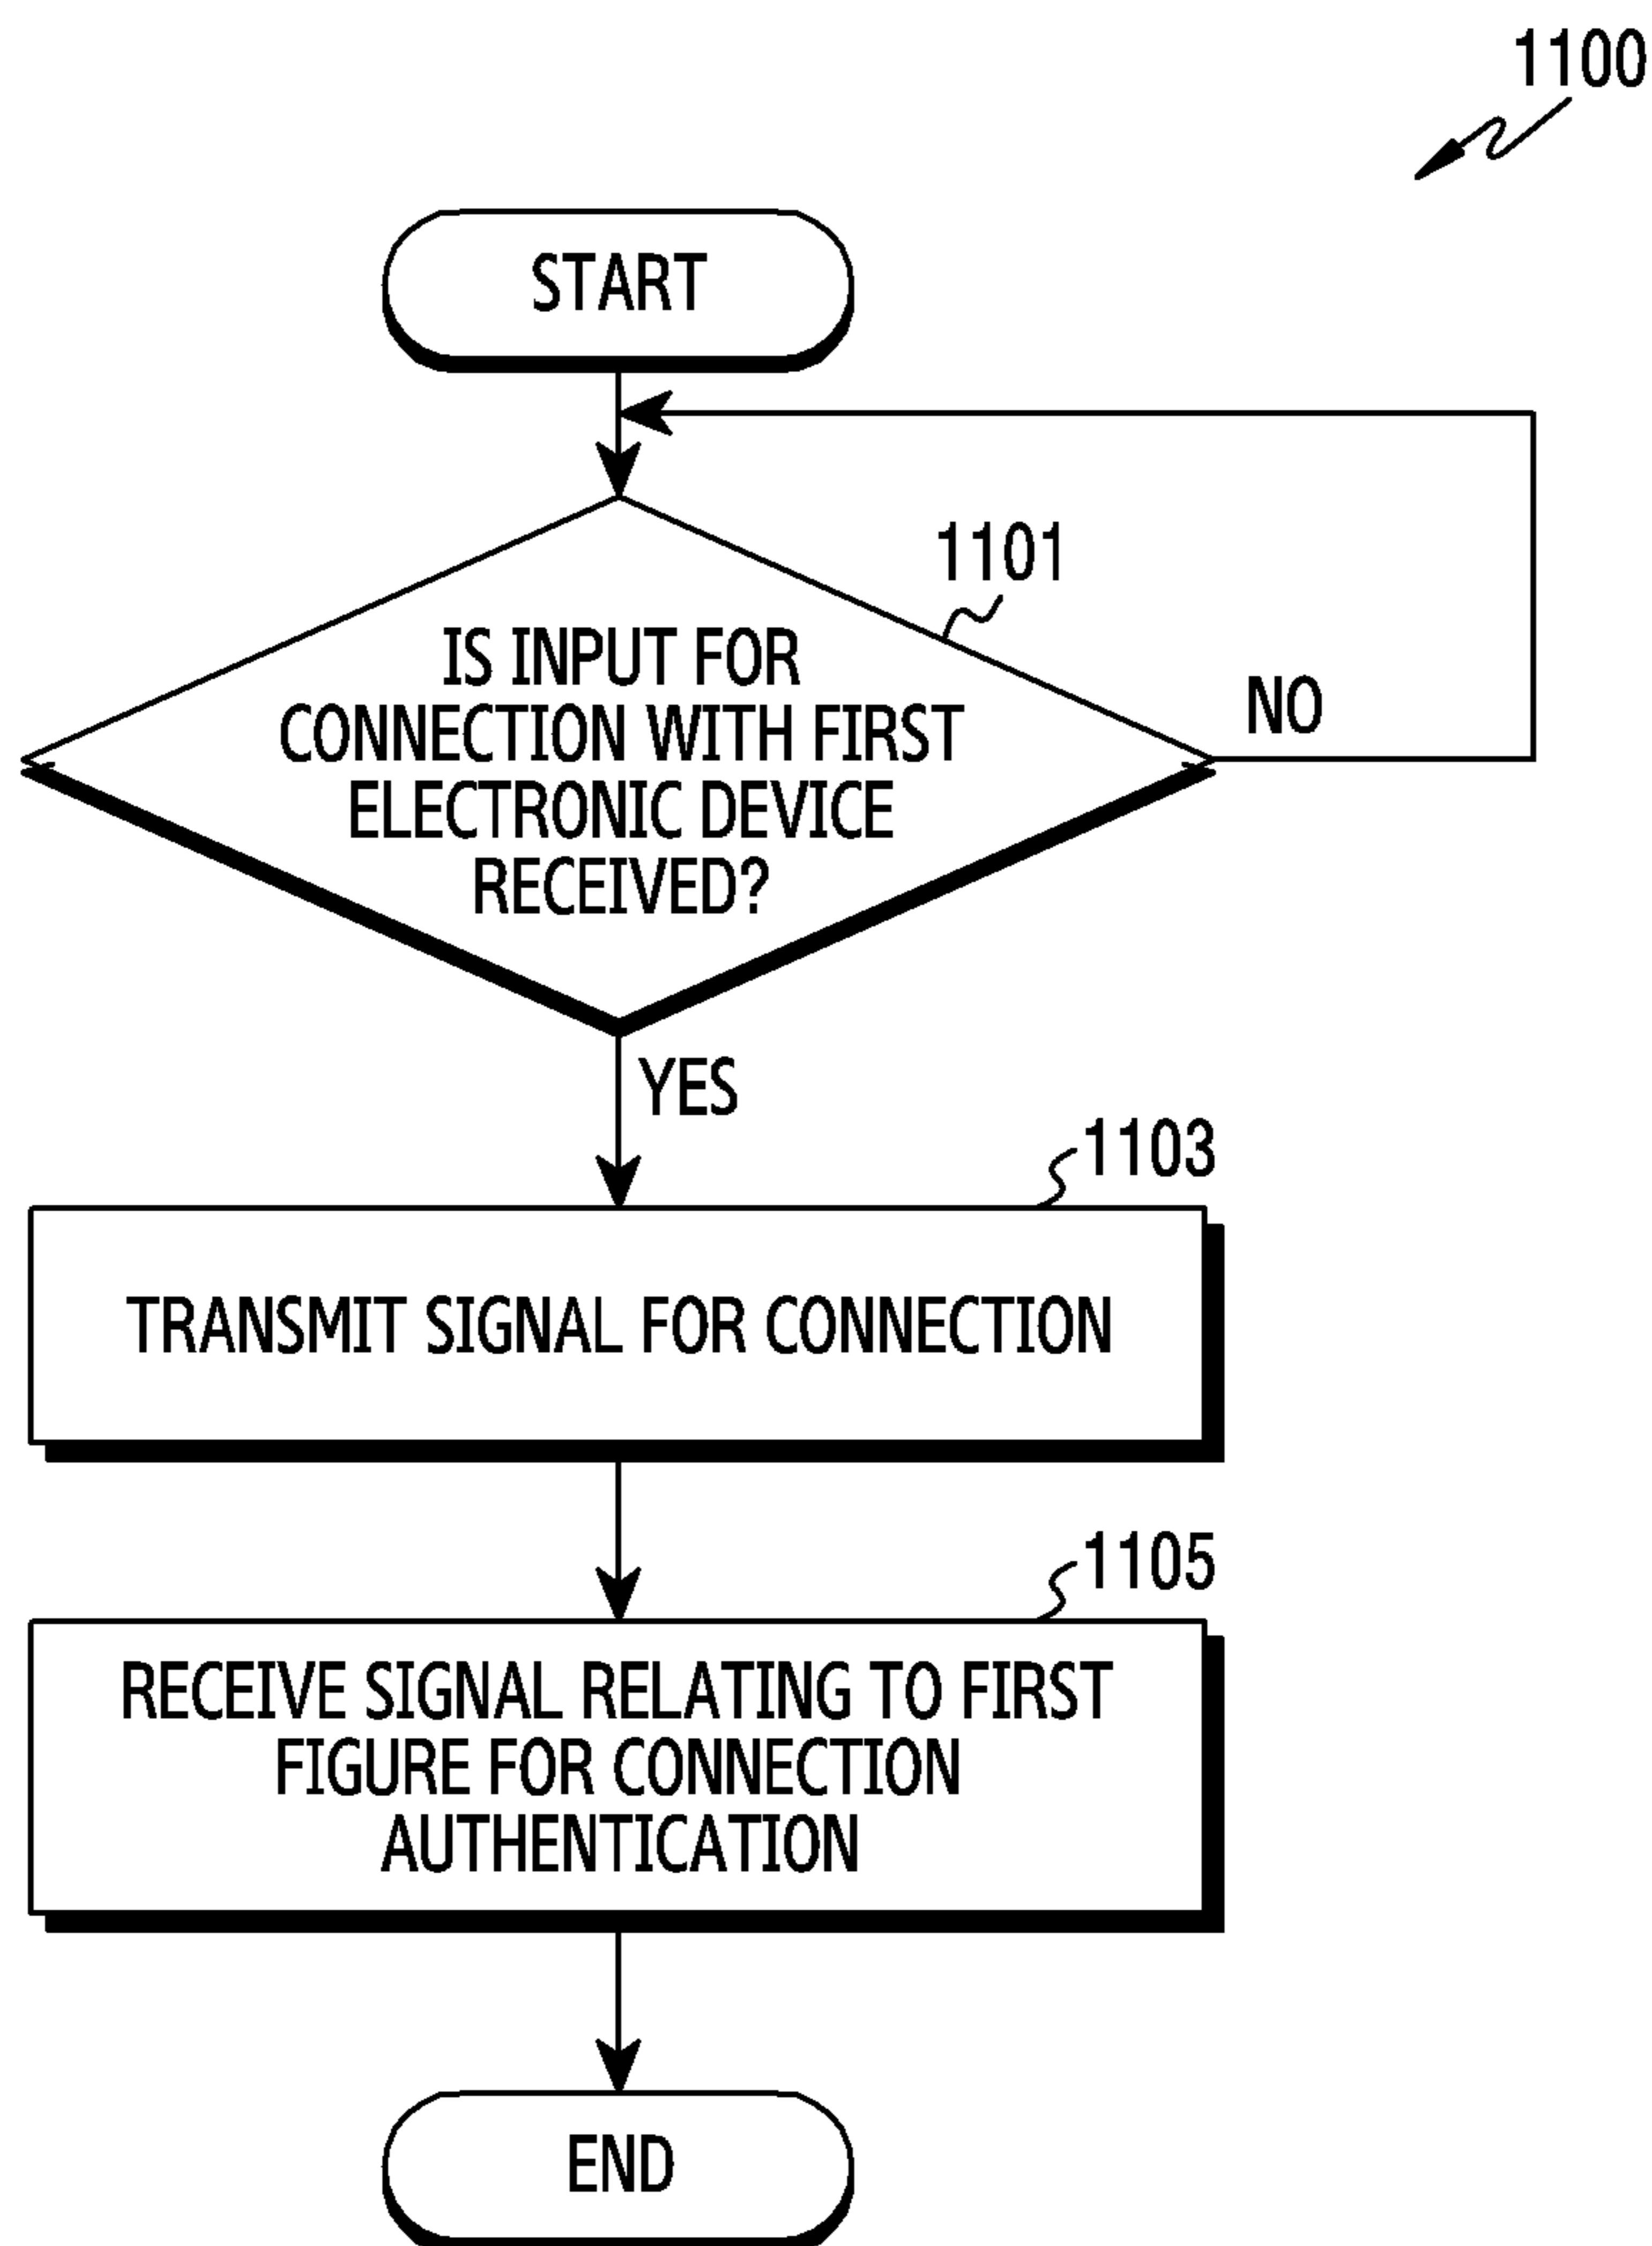 1100
START
1101
IS INPUT FOR
CONNECTION WITH FIRST
ELECTRONIC DEVICE
RECEIVED?
NO
YES
1103
TRANSMIT SIGNAL FOR CONNECTION
1105
RECEIVE SIGNAL RELATING TO FIRST
FIGURE FOR CONNECTION
AUTHENTICATION
END